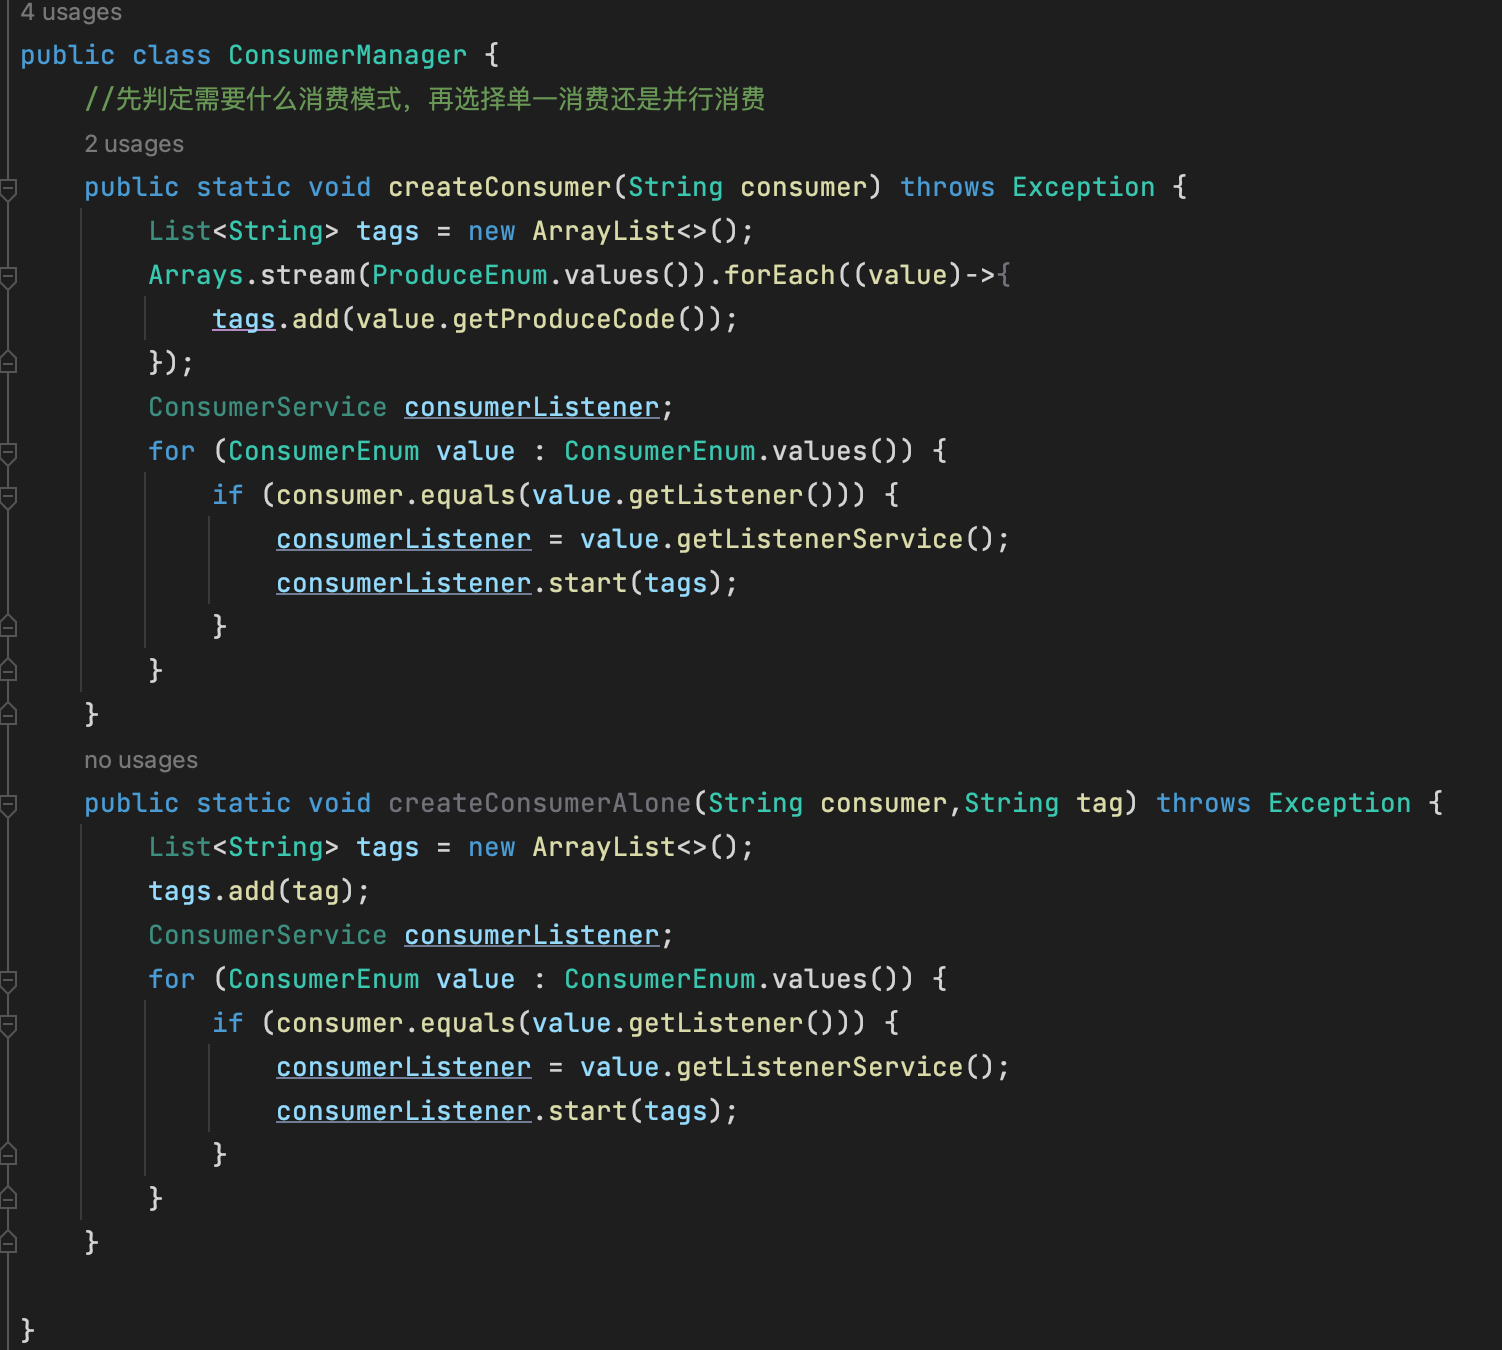 4 usages
public class ConsumerManager {
//先判定需要什么消费模式，再选择单一消费还是并行消费
2 usages
public static void createConsumer(String consumer) throws Exception {
List<String> tags = new ArrayList<>();
Arrays.stream(ProduceEnum.values()).forEach((value)->{
tags.add(value.getProduceCode());
});
ConsumerService consumerListener;
for (ConsumerEnum value : ConsumerEnum.values()) {
if (consumer.equals(value.getListener())) {
consumerListener = value.getListenerService();
consumerListener.start(tags);
}
}
}
no usages
public static void createConsumerAlone(String consumer,String tag) throws Exception {
List<String> tags = new ArrayList<>();
tags.add(tag);
ConsumerService consumerListener;
for (ConsumerEnum value : ConsumerEnum.values()) {
if (consumer.equals(value.getListener())) {
consumerListener = value.getListenerService();
consumerListener.start(tags);
}
}
}
}